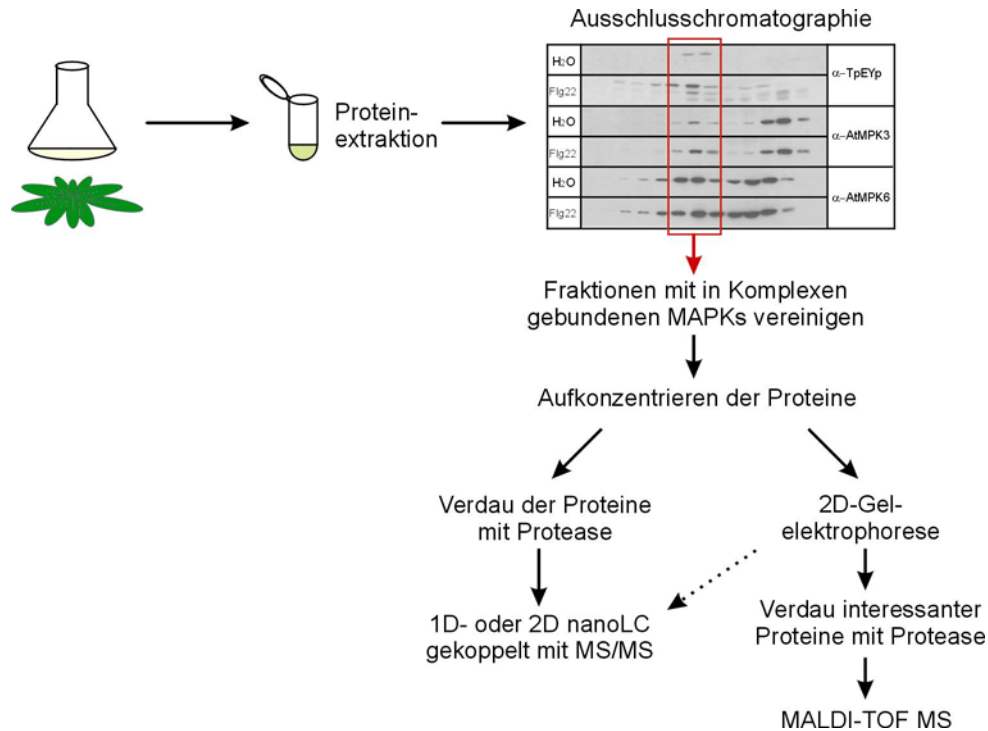 Ausschlusschromatographie
H2O
Flg22
α-TpEYp
H2O
Flg22
α-AtMPK3
H2O
Flg22
α-AtMPK6
Protein-
extraktion
Fraktionen mit in Komplexen
gebundenen MAPKs vereinigen
Aufkonzentrieren der Proteine
Verdau der Proteine
mit Protease
2D-Gel-
elektrophorese
1D- oder 2D nanoLC
gekoppelt mit MS/MS
Verdau interessanter
Proteine mit Protease
MALDI-TOF MS